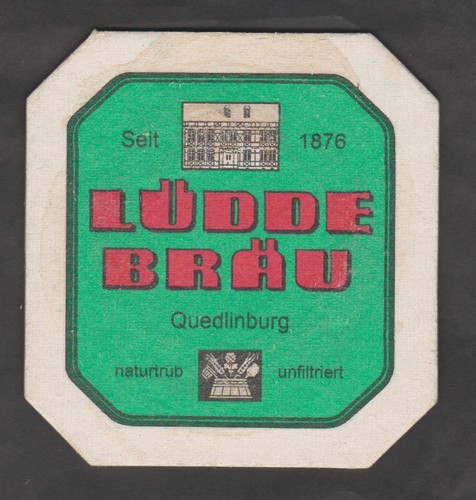 Seit 1876
LÜDDE
BRÄU
Quedlinburg
naturtrüb unfiltriert